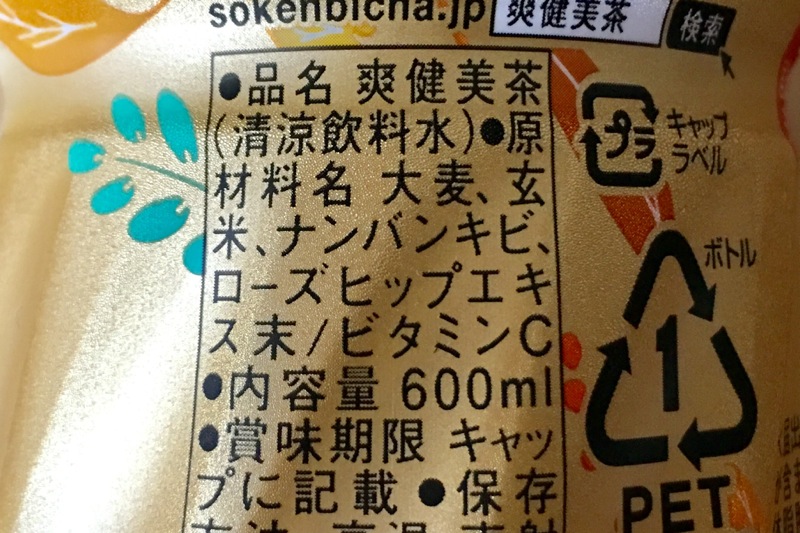 sokenbicha.jp
爽健美茶 検索
●品名 爽健美茶
(清涼飲料水)●原
材料名 大麦、玄
米、ナンバンキビ、
ローズヒップエキ
ス末/ビタミンC
●内容量 600ml
●賞味期限 キャッ
プに記載 ●保存
プラ
キャップ
ラベル
ボトル
1
PET